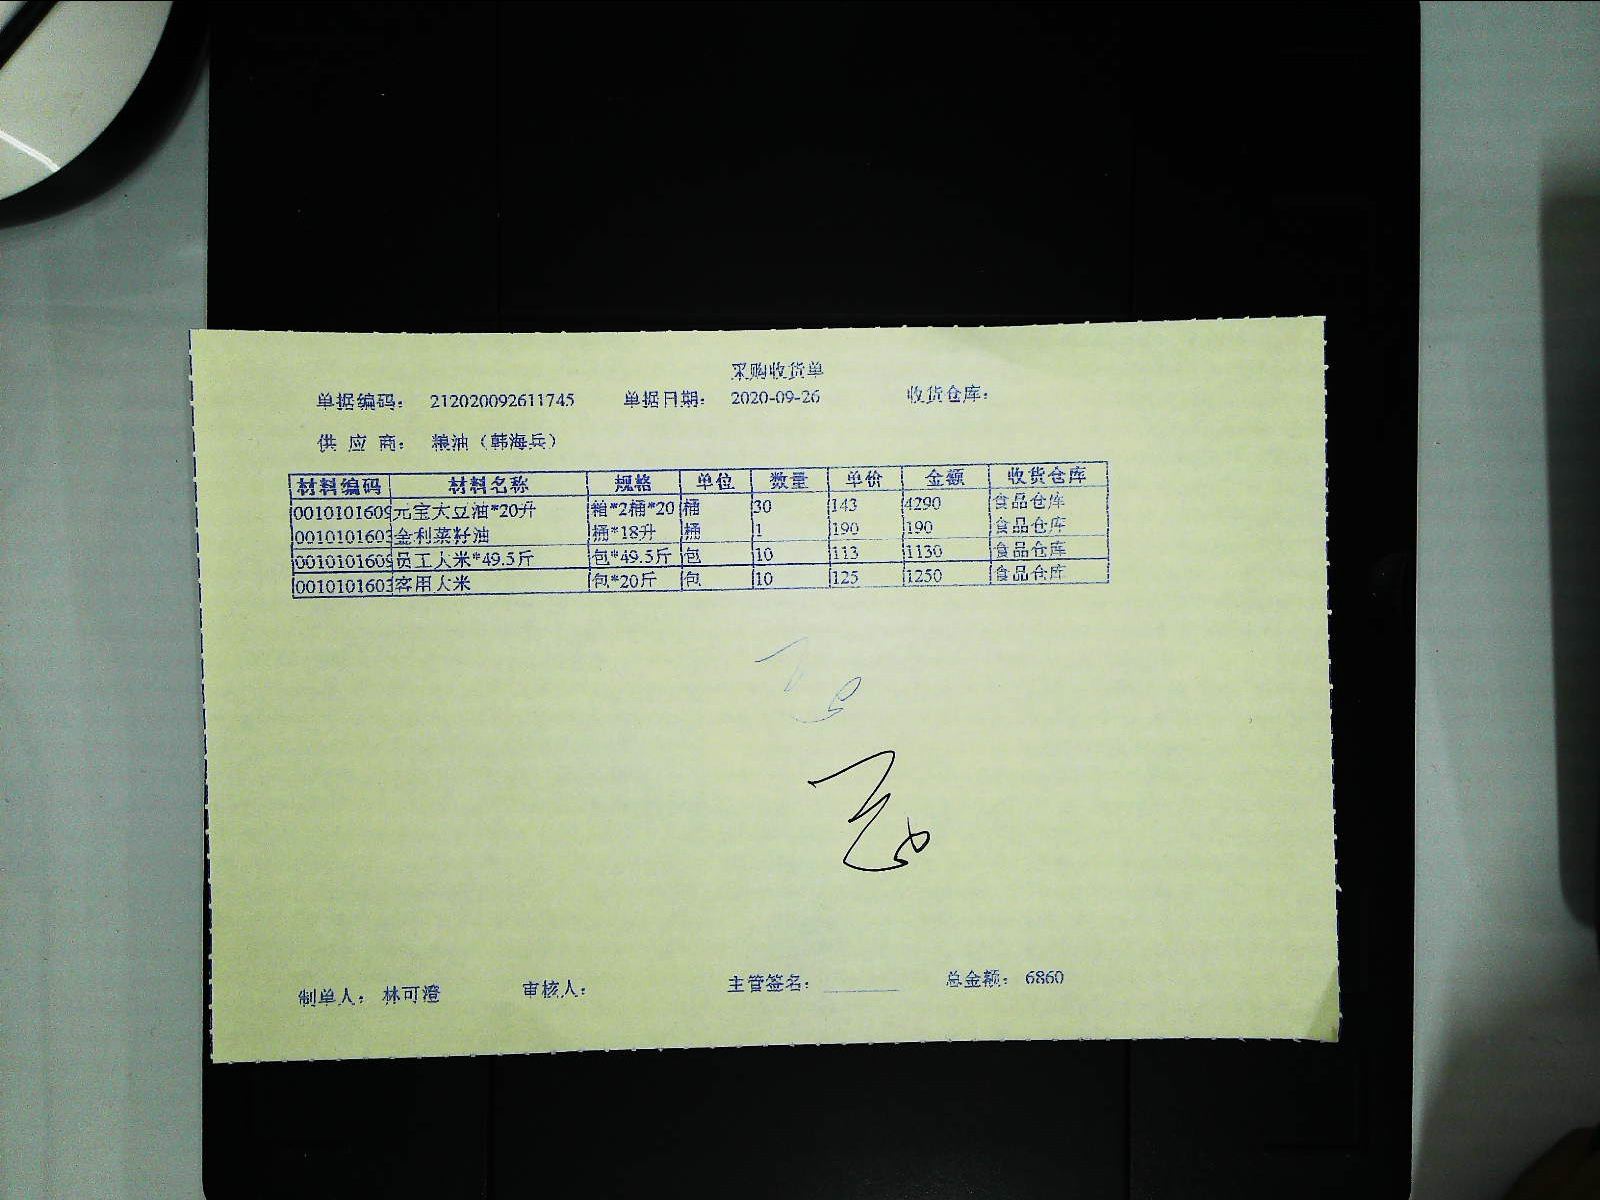 采购收货单
单据编码： 212020092611745 单据日期： 2020-09-26 收货仓库：
供 应 商： 粮油（韩海兵）
材料编码 材料名称 规格 单位 数量 单价 金额 收货仓库
0010101609 元宝大豆油*20升 箱*2桶*20 桶 30 143 4290 食品仓库
0010101603 金利菜籽油 桶*18升 桶 1 190 190 食品仓库
0010101609 员工大米*49.5斤 包*49.5斤 包 10 113 1130 食品仓库
0010101603 客用大米 包*20斤 包 10 125 1250 食品仓库
制单人： 林可澄 审核人： 主管签名： 总金额： 6860